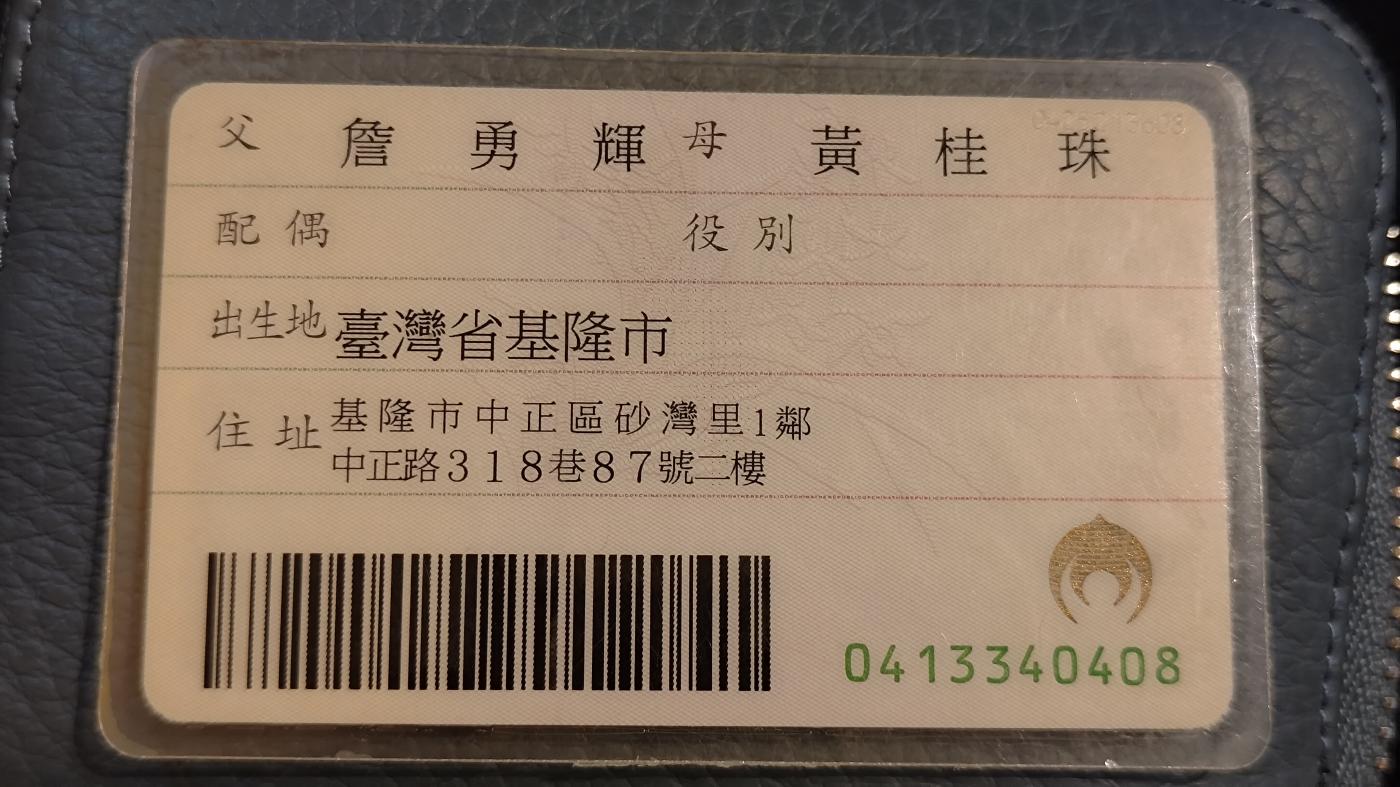 父 詹勇輝 母 黃桂珠
配偶 役別
出生地 臺灣省基隆市
住址 基隆市中正區砂灣里1鄰
中正路318巷87號二樓
0413340408